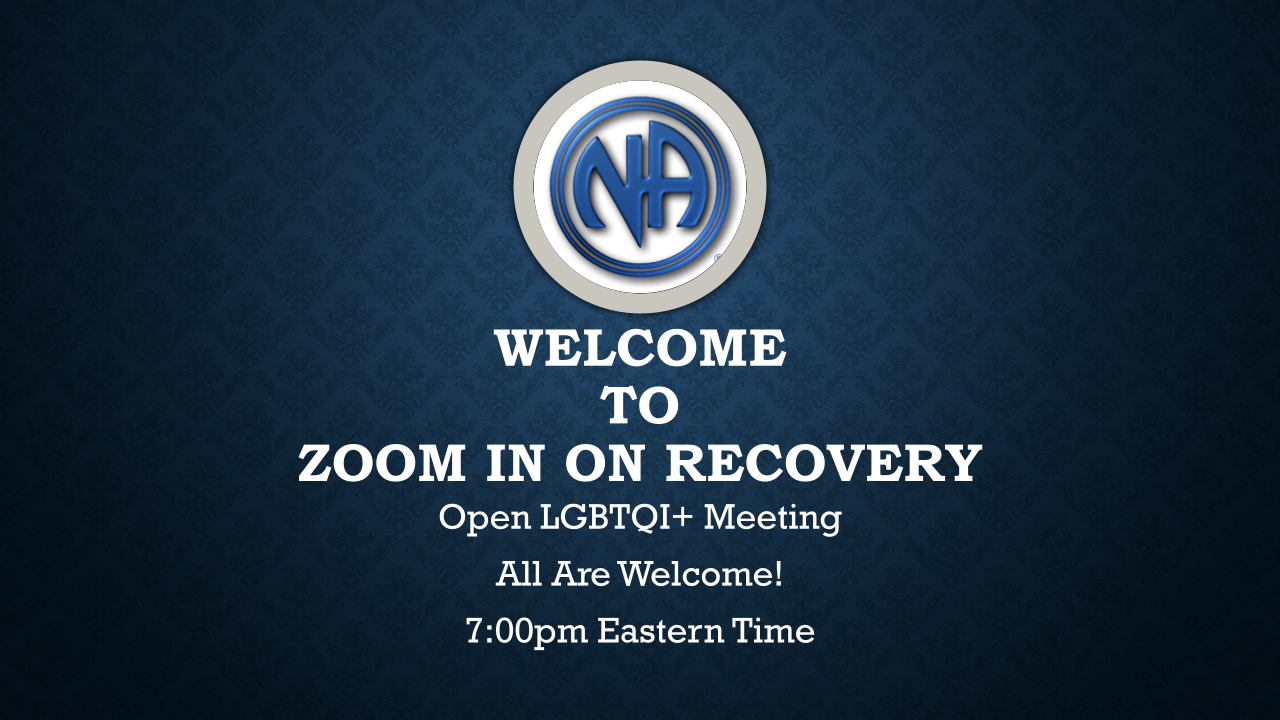 NA
WELCOME
TO
ZOOM IN ON RECOVERY
Open LGBTQI+ Meeting
All Are Welcome!
7:00pm Eastern Time